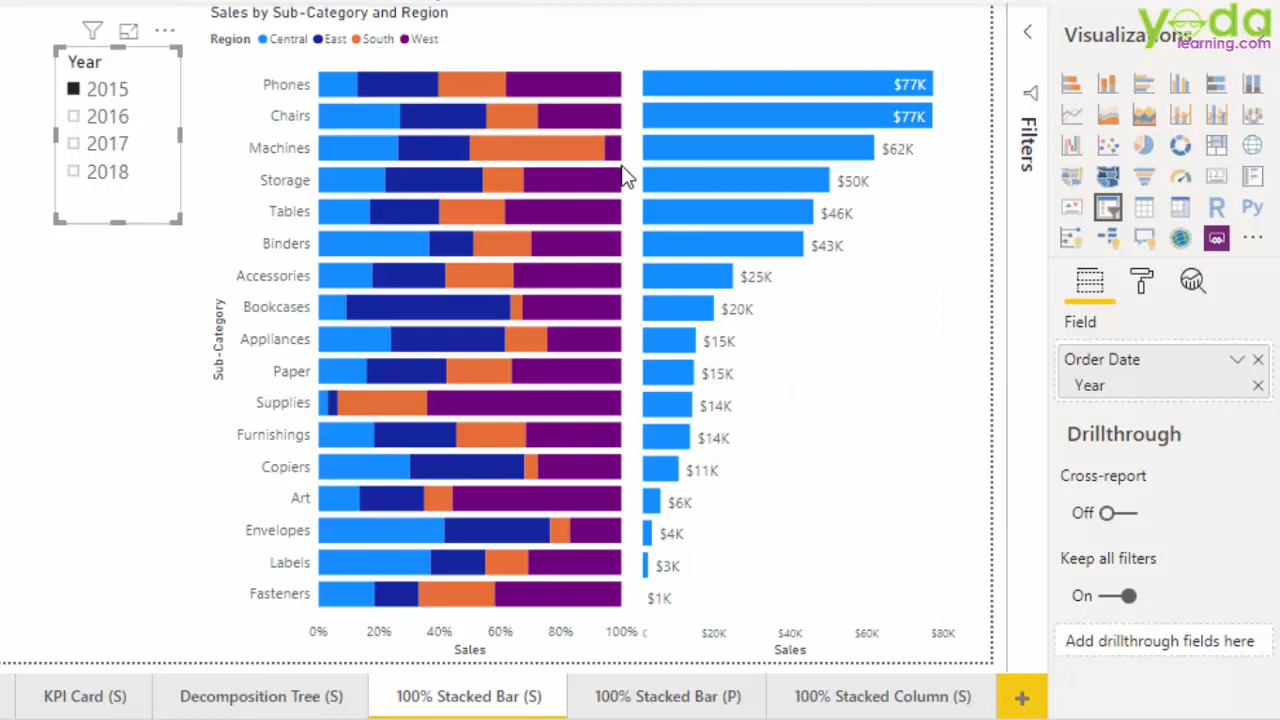 Sales by Sub-Category and Region
Region Central East South West
Year
2015
2016
2017
2018
Sub-Category
Phones $77K
Chairs $77K
Machines $62K
Storage $50K
Tables $46K
Binders $43K
Accessories $25K
Bookcases $20K
Appliances $15K
Paper $15K
Supplies $14K
Furnishings $14K
Copiers $11K
Art $6K
Envelopes $4K
Labels $3K
Fasteners $1K
0% 20% 40% 60% 80% 100% $20K $40K $60K $80K
Sales Sales
Filters
Visualizations
yoda
learning.com
R Py
Field
Order Date
Year
Drillthrough
Cross-report
Off
Keep all filters
On
Add drillthrough fields here
KPI Card (S) Decomposition Tree (S) 100% Stacked Bar (S) 100% Stacked Bar (P) 100% Stacked Column (S) +